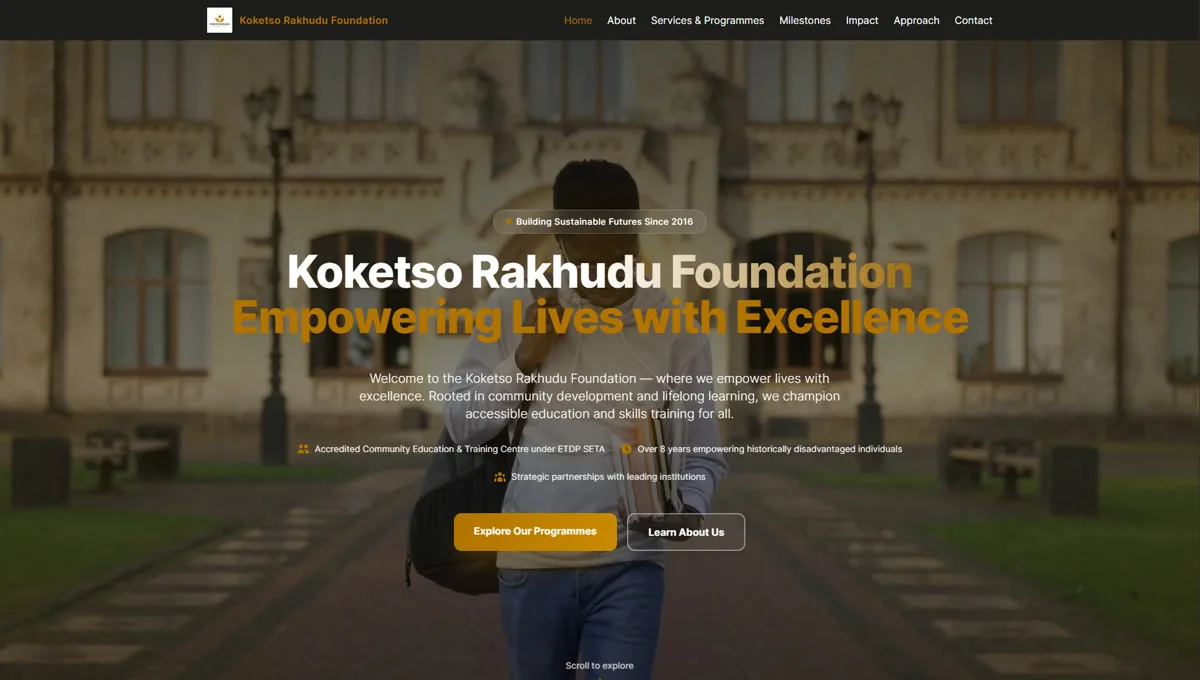 Koketso Rakhudu Foundation
Home About Services & Programmes Milestones Impact Approach Contact
Building Sustainable Futures Since 2016
Koketso Rakhudu Foundation
Empowering Lives with Excellence
Welcome to the Koketso Rakhudu Foundation — where we empower lives with
excellence. Rooted in community development and lifelong learning, we champion
accessible education and skills training for all.
Accredited Community Education & Training Centre under ETDP SETA Over 8 years empowering historically disadvantaged individuals
Strategic partnerships with leading institutions
Explore Our Programmes Learn About Us
Scroll to explore